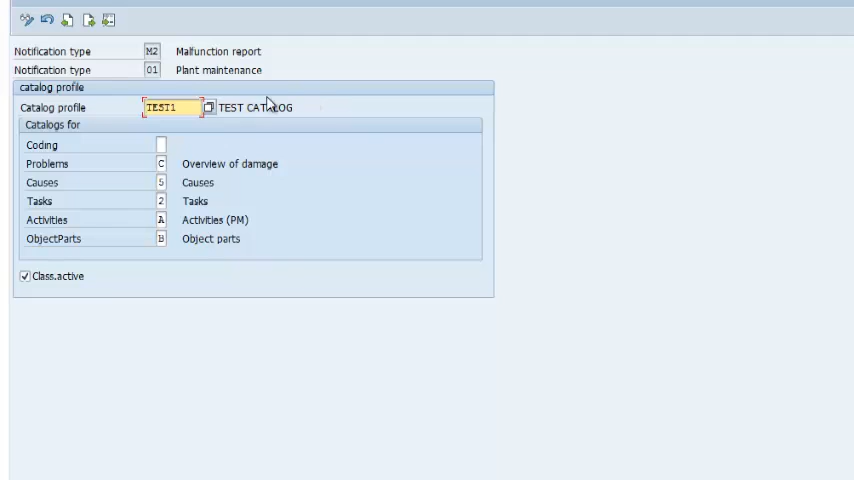 Notification type M2 Malfunction report
Notification type 01 Plant maintenance
catalog profile
Catalog profile TEST1 TEST CATALOG
Catalogs for
Coding
Problems C Overview of damage
Causes 5 Causes
Tasks 2 Tasks
Activities A Activities (PM)
ObjectParts B Object parts
Class.active